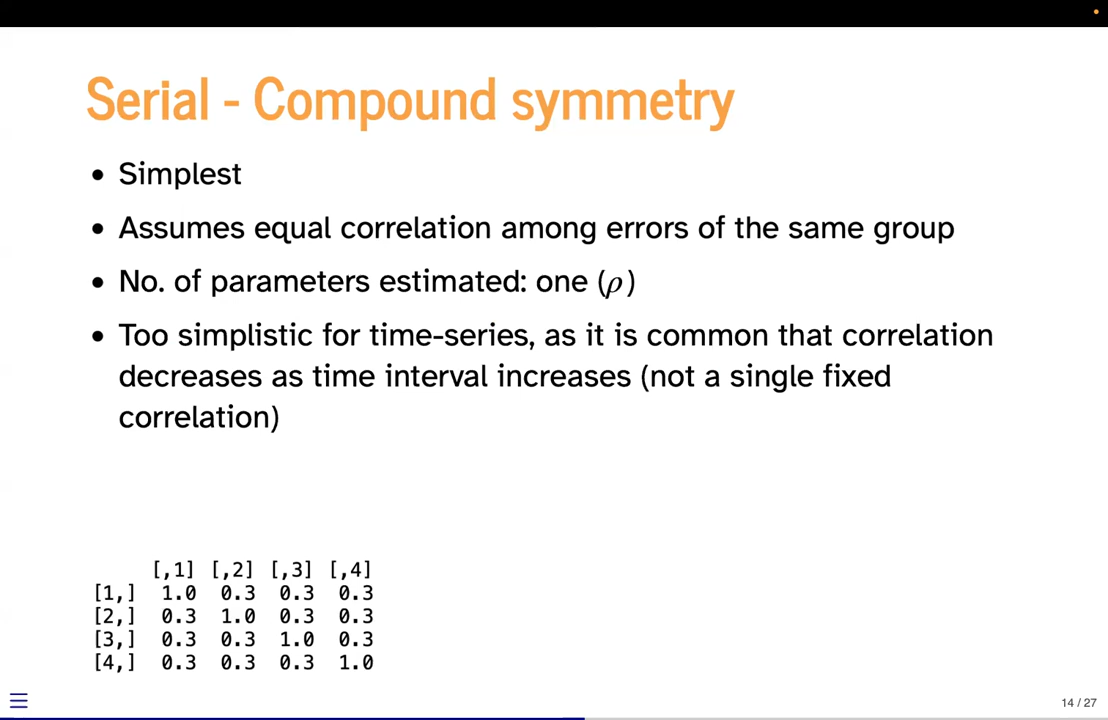 Serial - Compound symmetry
• Simplest
• Assumes equal correlation among errors of the same group
• No. of parameters estimated: one (ρ)
• Too simplistic for time-series, as it is common that correlation
decreases as time interval increases (not a single fixed
correlation)
[,1] [,2] [,3] [,4]
[1,] 1.0 0.3 0.3 0.3
[2,] 0.3 1.0 0.3 0.3
[3,] 0.3 0.3 1.0 0.3
[4,] 0.3 0.3 0.3 1.0
14 / 27